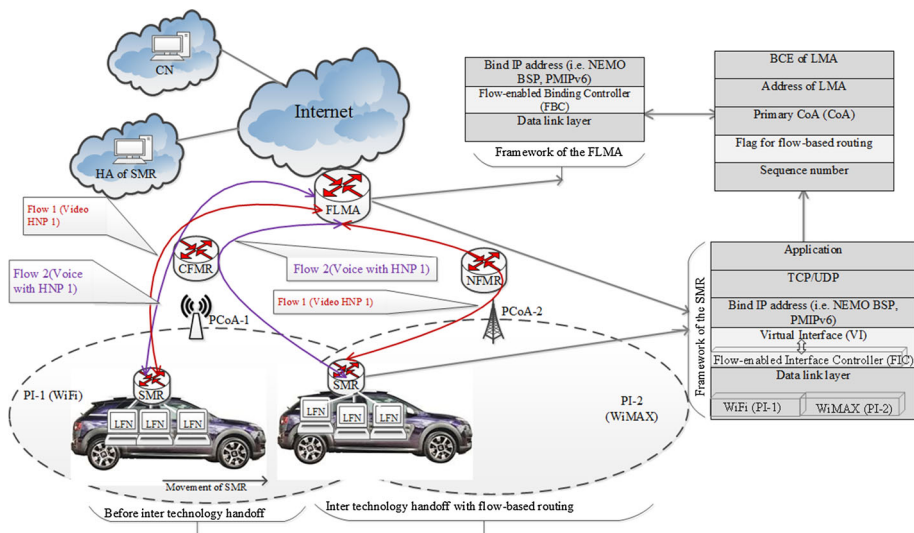 CN
Internet
HA of SMR
FLMA
Flow 1 (Video
HNP 1)
CFMR
Flow 2(Voice
with HNP 1)
Flow 2(Voice
with HNP 1)
NFMR
Flow 1 (Video HNP 1)
PCoA-1
PCoA-2
SMR
SMR
PI-1 (WiFi)
PI-2
(WiMAX)
LFN
LFN
LFN
LFN
LFN
LFN
Movement of SMR
Before inter technology handoff
Inter technology handoff with flow-based routing
Bind IP address (i.e. NEMO
BSP, PMIPv6)
Flow-enabled Binding Controller
(FBC)
Data link layer
Framework of the FLMA
BCE of LMA
Address of LMA
Primary CoA (CoA)
Flag for flow-based routing
Sequence number
Framework of the SMR
Application
TCP/UDP
Bind IP address (i.e. NEMO BSP,
PMIPv6)
Virtual Interface (VI)
Flow-enabled Interface Controller (FIC)
Data link layer
WiFi (PI-1)
WiMAX (PI-2)